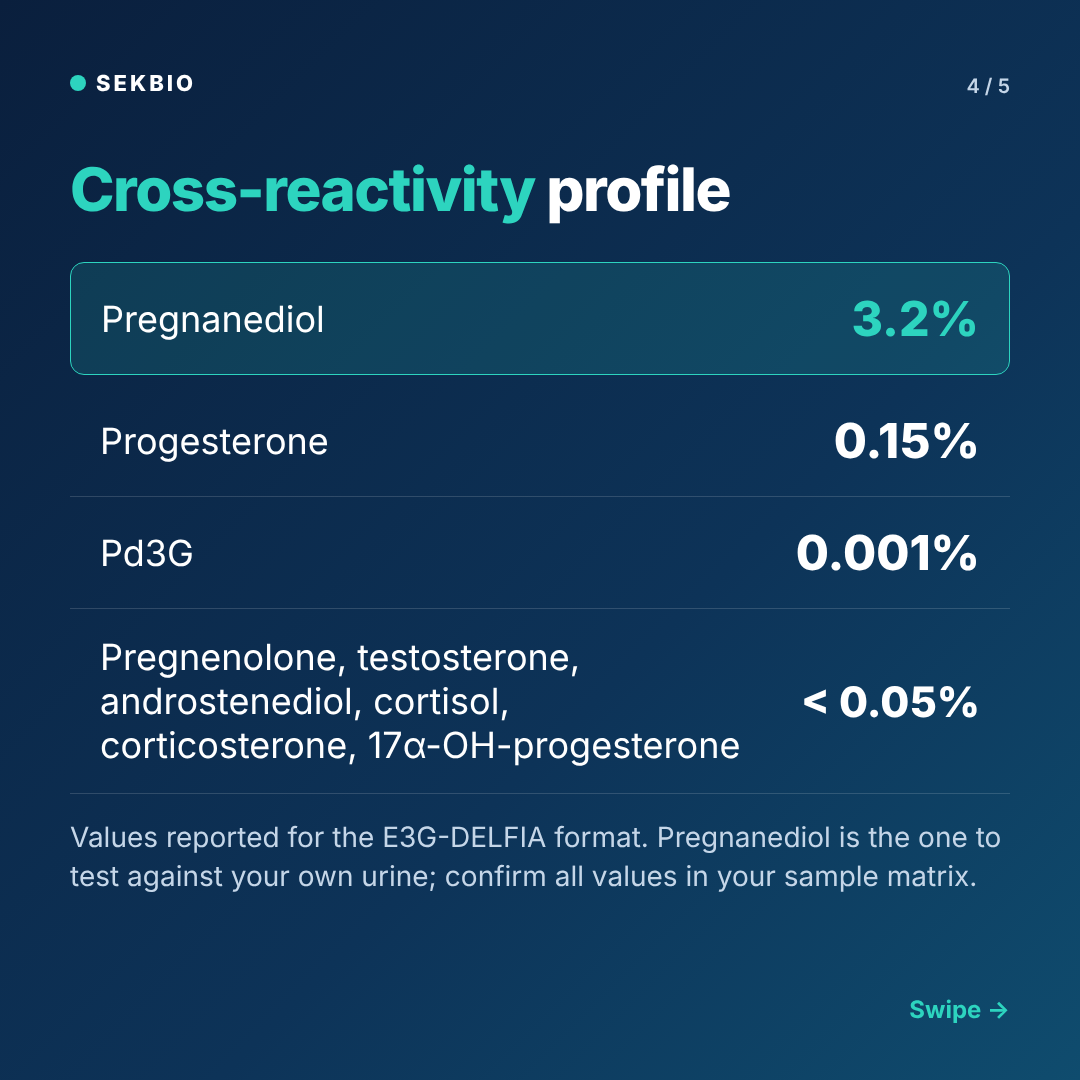 SEKBIO
4 / 5
Cross-reactivity profile
Pregnanediol 3.2%
Progesterone 0.15%
Pd3G 0.001%
Pregnenolone, testosterone,
androstenediol, cortisol,
corticosterone, 17α-OH-progesterone
< 0.05%
Values reported for the E3G-DELFIA format. Pregnanediol is the one to
test against your own urine; confirm all values in your sample matrix.
Swipe →